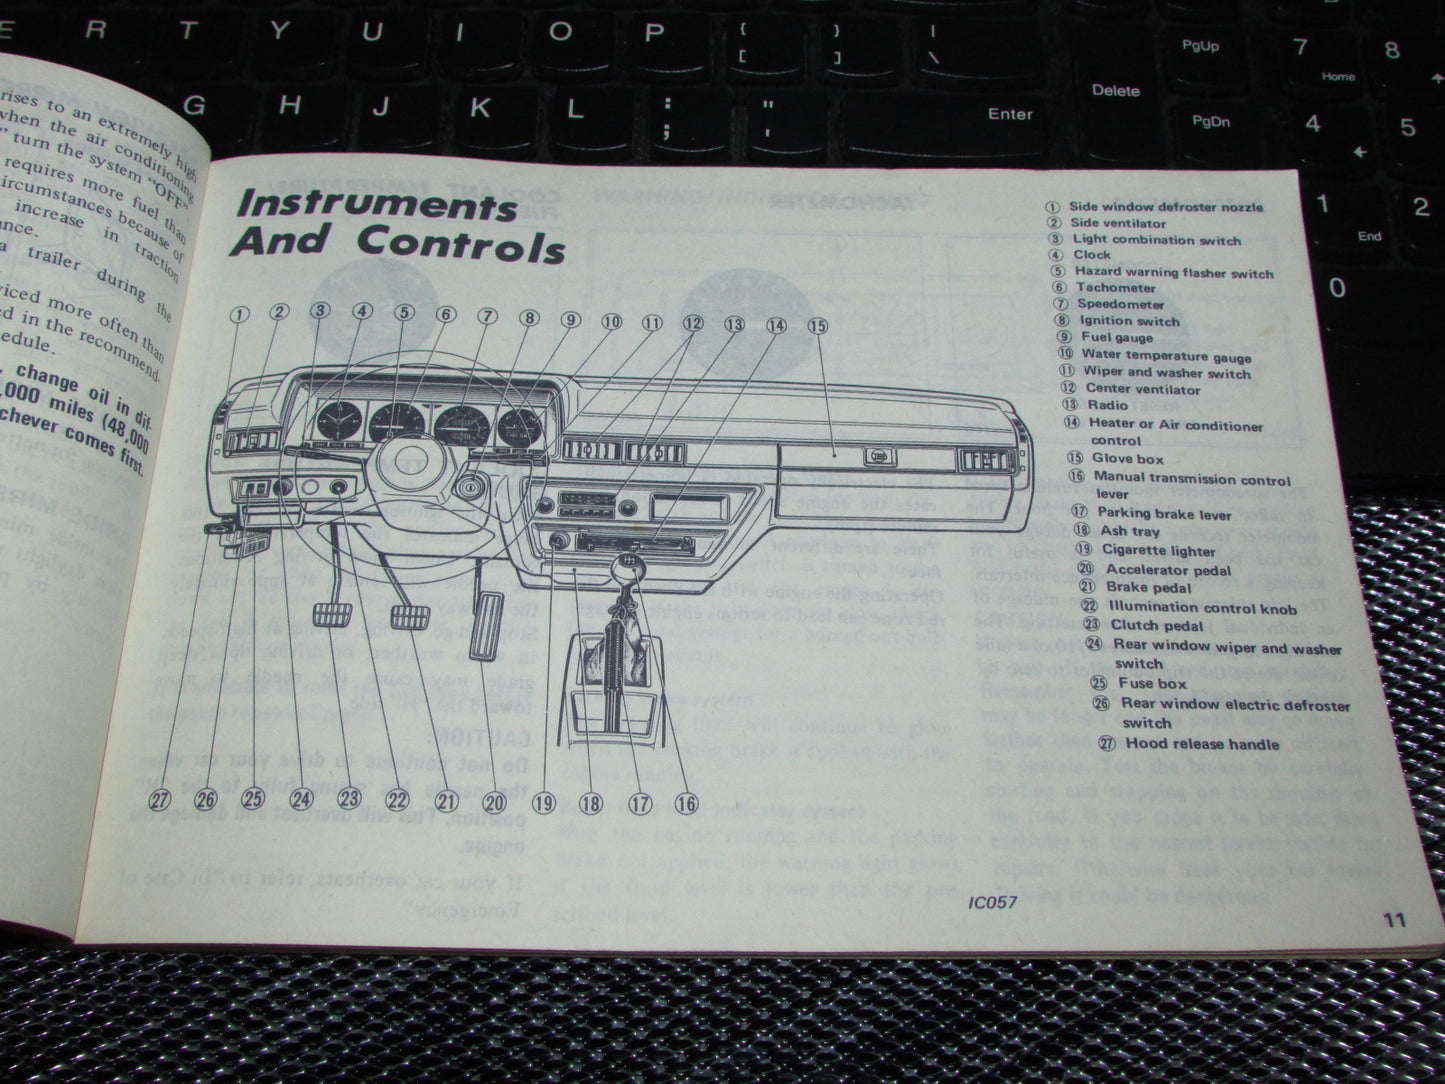 E R T Y U I O P { [ } ] | \ Delete PgUp 7 Home 8
G H J K L : ; " ' Enter PgDn 4 5
1 End 2
0
rises to an extremely high
when the air conditioning
" turn the system "OFF".
requires more fuel than
circumstances because of
increase in traction
a trailer during the
viced more often than
ed in the recommend-
edule.
change oil in dif-
,000 miles (48,000
chever comes first.
Instruments
And Controls
① ② ③ ④ ⑤ ⑥ ⑦ ⑧ ⑨ ⑩ ⑪ ⑫ ⑬ ⑭ ⑮
㉗ ㉖ ㉕ ㉔ ㉓ ㉒ ㉑ ⑳ ⑲ ⑱ ⑰ ⑯
① Side window defroster nozzle
② Side ventilator
③ Light combination switch
④ Clock
⑤ Hazard warning flasher switch
⑥ Tachometer
⑦ Speedometer
⑧ Ignition switch
⑨ Fuel gauge
⑩ Water temperature gauge
⑪ Wiper and washer switch
⑫ Center ventilator
⑬ Radio
⑭ Heater or Air conditioner
control
⑮ Glove box
⑯ Manual transmission control
lever
⑰ Parking brake lever
⑱ Ash tray
⑲ Cigarette lighter
⑳ Accelerator pedal
㉑ Brake pedal
㉒ Illumination control knob
㉓ Clutch pedal
㉔ Rear window wiper and washer
switch
㉕ Fuse box
㉖ Rear window electric defroster
switch
㉗ Hood release handle
IC057
11